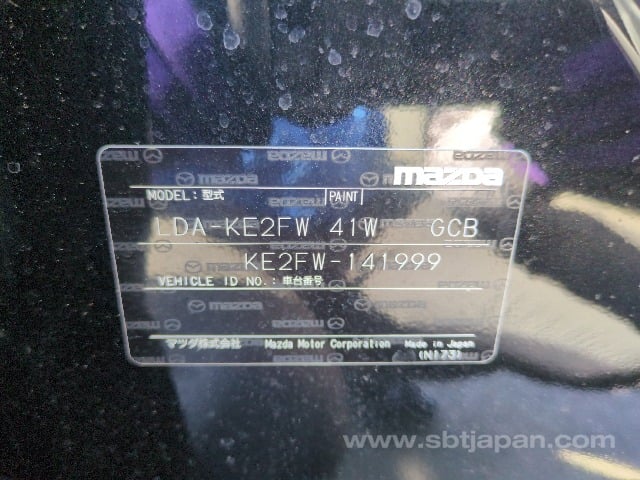 mazda
MODEL: 型式 PAINT
LDA-KE2FW 41W GCB
KE2FW-141999
VEHICLE ID NO.: 車台番号
マツダ株式会社 Mazda Motor Corporation Made in Japan
(N173)
www.sbtjapan.com